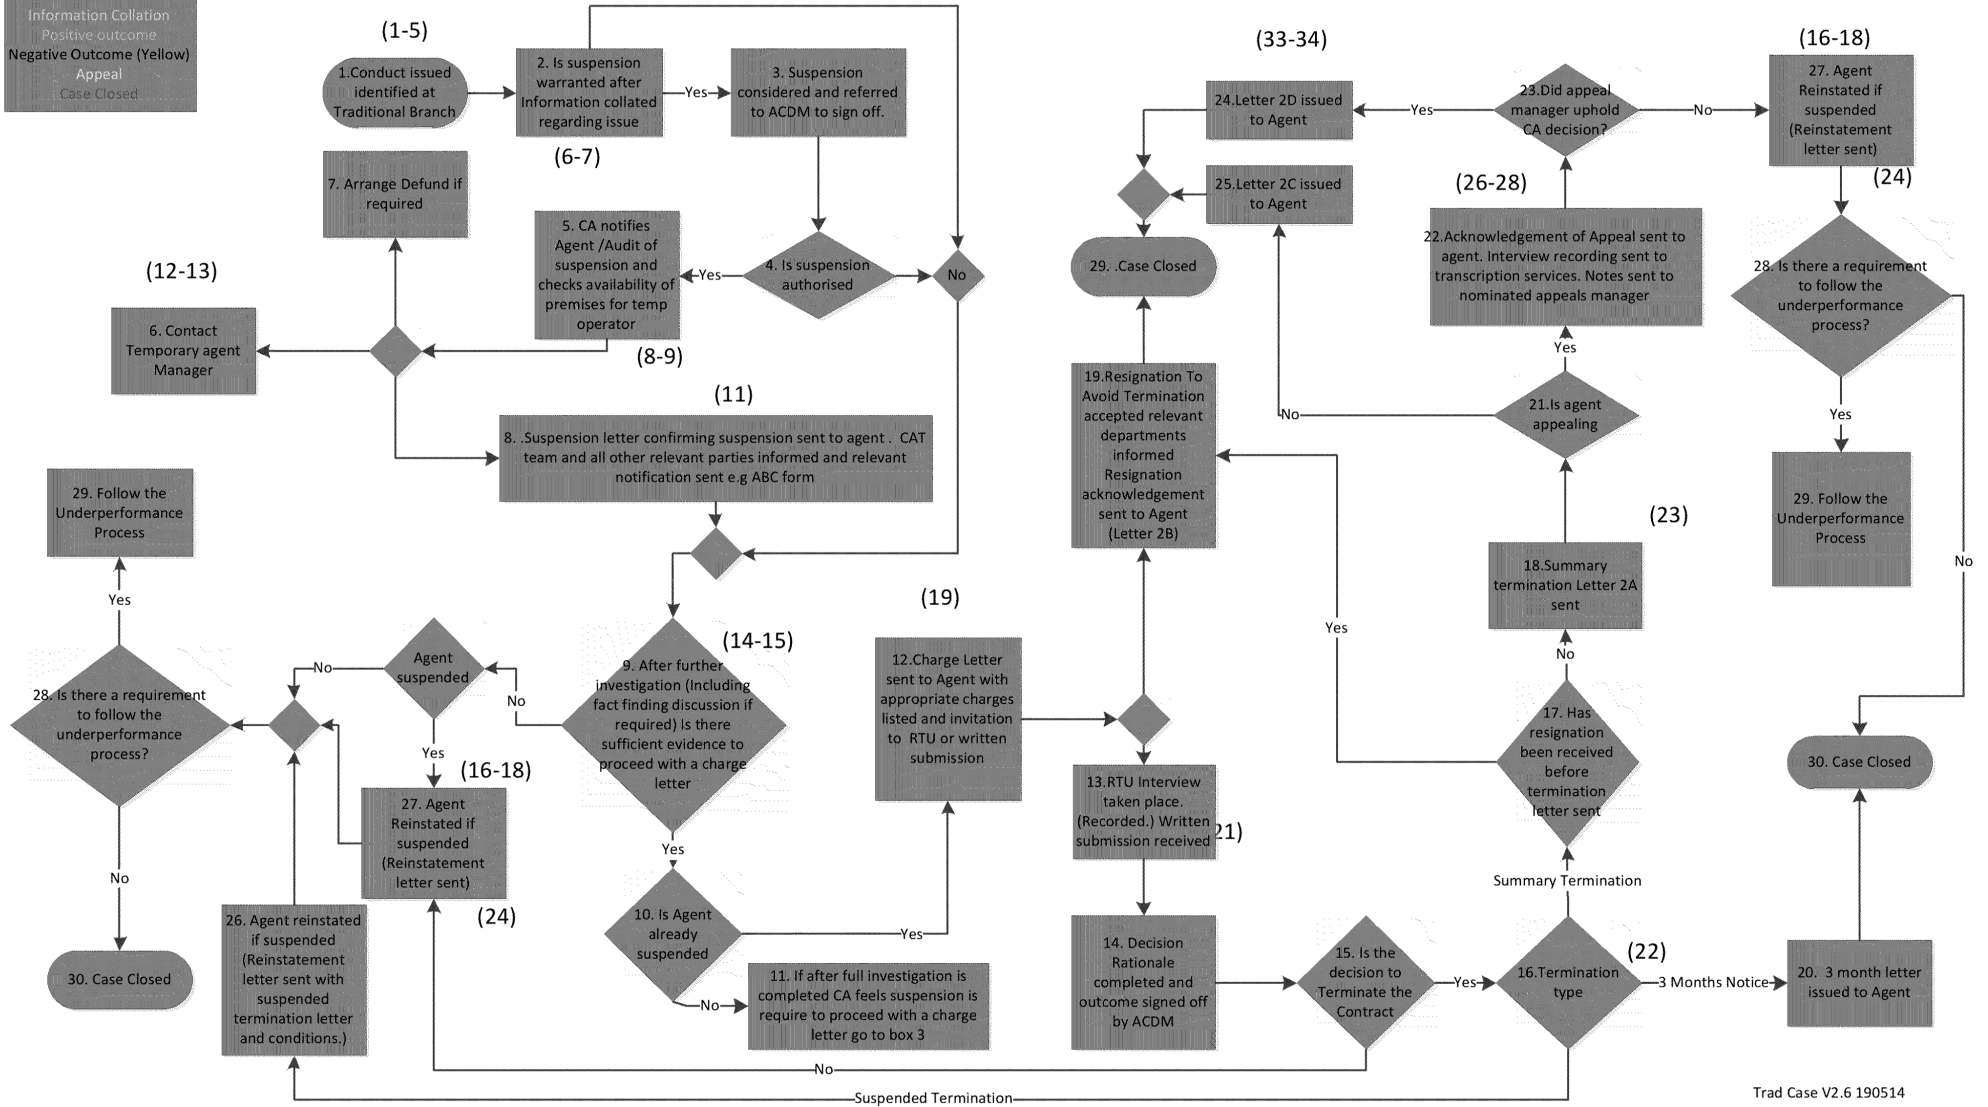 Information Collation
Positive outcome
Negative Outcome (Yellow)
Appeal
Case Closed
(1-5)
1.Conduct issued
identified at
Traditional Branch
2. Is suspension
warranted after
Information collated
regarding issue
(6-7)
Yes
3. Suspension
considered and referred
to ACDM to sign off.
7. Arrange Defund if
required
5. CA notifies
Agent /Audit of
suspension and
checks availability of
premises for temp
operator
(8-9)
Yes
4. Is suspension
authorised
No
(12-13)
6. Contact
Temporary agent
Manager
(11)
8. .Suspension letter confirming suspension sent to agent . CAT
team and all other relevant parties informed and relevant
notification sent e.g ABC form
29. Follow the
Underperformance
Process
Yes
28. Is there a requirement
to follow the
underperformance
process?
No
30. Case Closed
No
Agent
suspended
No
Yes
(16-18)
27. Agent
Reinstated if
suspended
(Reinstatement
letter sent)
(24)
26. Agent reinstated
if suspended
(Reinstatement
letter sent with
suspended
termination letter
and conditions.)
(14-15)
9. After further
investigation (Including
fact finding discussion if
required) Is there
sufficient evidence to
proceed with a charge
letter
Yes
10. Is Agent
already
suspended
Yes
No
11. If after full investigation is
completed CA feels suspension is
require to proceed with a charge
letter go to box 3
(19)
12.Charge Letter
sent to Agent with
appropriate charges
listed and invitation
to RTU or written
submission
(33-34)
24.Letter 2D issued
to Agent
25.Letter 2C issued
to Agent
29. .Case Closed
19.Resignation To
Avoid Termination
accepted relevant
departments
informed
Resignation
acknowledgement
sent to Agent
(Letter 2B)
13.RTU Interview
taken place.
(Recorded.) Written
submission received
21)
14. Decision
Rationale
completed and
outcome signed off
by ACDM
15. Is the
decision to
Terminate the
Contract
No
Yes
16.Termination
type
(22)
Suspended Termination
3 Months Notice
20. 3 month letter
issued to Agent
Summary Termination
17. Has
resignation
been received
before
termination
letter sent
Yes
No
18.Summary
termination Letter 2A
sent
(23)
21.Is agent
appealing
No
Yes
22.Acknowledgement of Appeal sent to
agent. Interview recording sent to
transcription services. Notes sent to
nominated appeals manager
(26-28)
23.Did appeal
manager uphold
CA decision?
Yes
No
(16-18)
27. Agent
Reinstated if
suspended
(Reinstatement
letter sent)
(24)
28. Is there a requirement
to follow the
underperformance
process?
Yes
29. Follow the
Underperformance
Process
No
30. Case Closed
Trad Case V2.6 190514